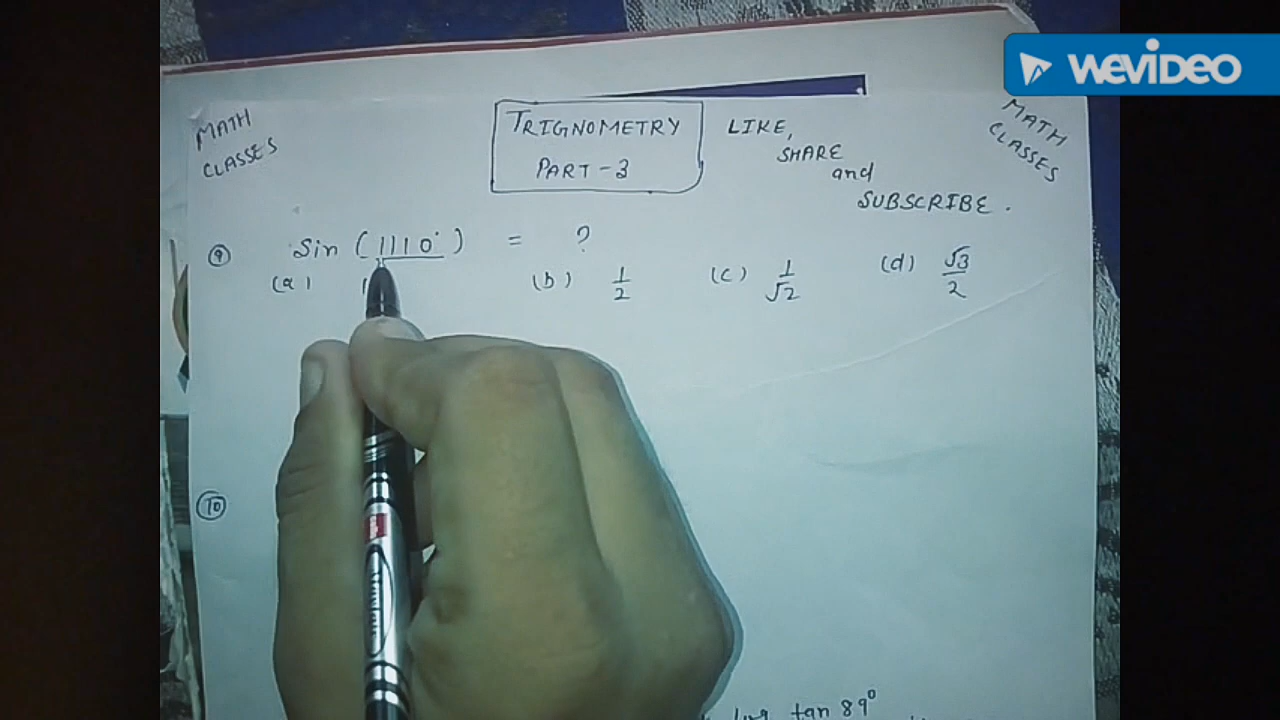 WEVIDEO
MATH
CLASSES
TRIGNOMETRY
PART-3
LIKE,
SHARE
and
SUBSCRIBE.
MATH
CLASSES
(9) Sin (1110°) = ?
(a) 1 (b) 1/2 (c) 1/√2 (d) √3/2
(10)
tan 89°